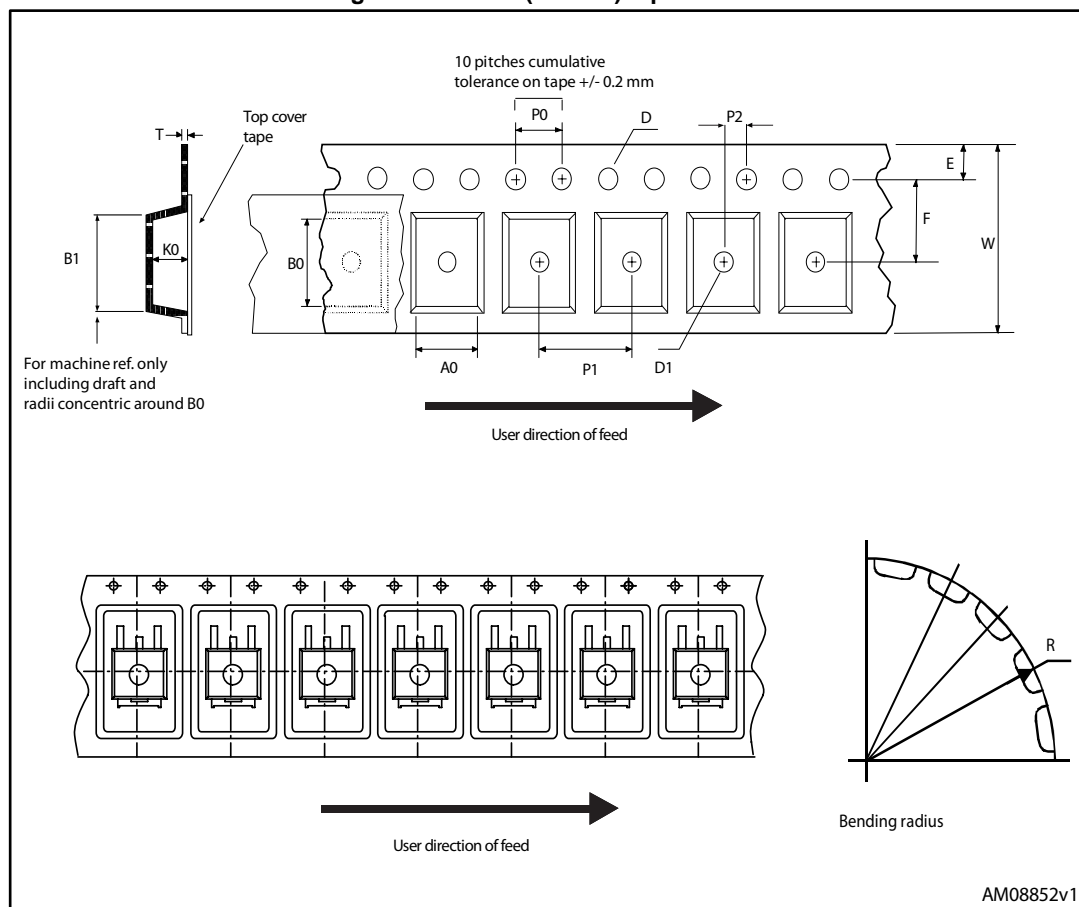 10 pitches cumulative
tolerance on tape +/- 0.2 mm
T
Top cover
tape
P0
D
P2
E
F
W
K0
B1
B0
For machine ref. only
including draft and
radii concentric around B0
A0
P1
D1
User direction of feed
R
Bending radius
User direction of feed
AM08852v1